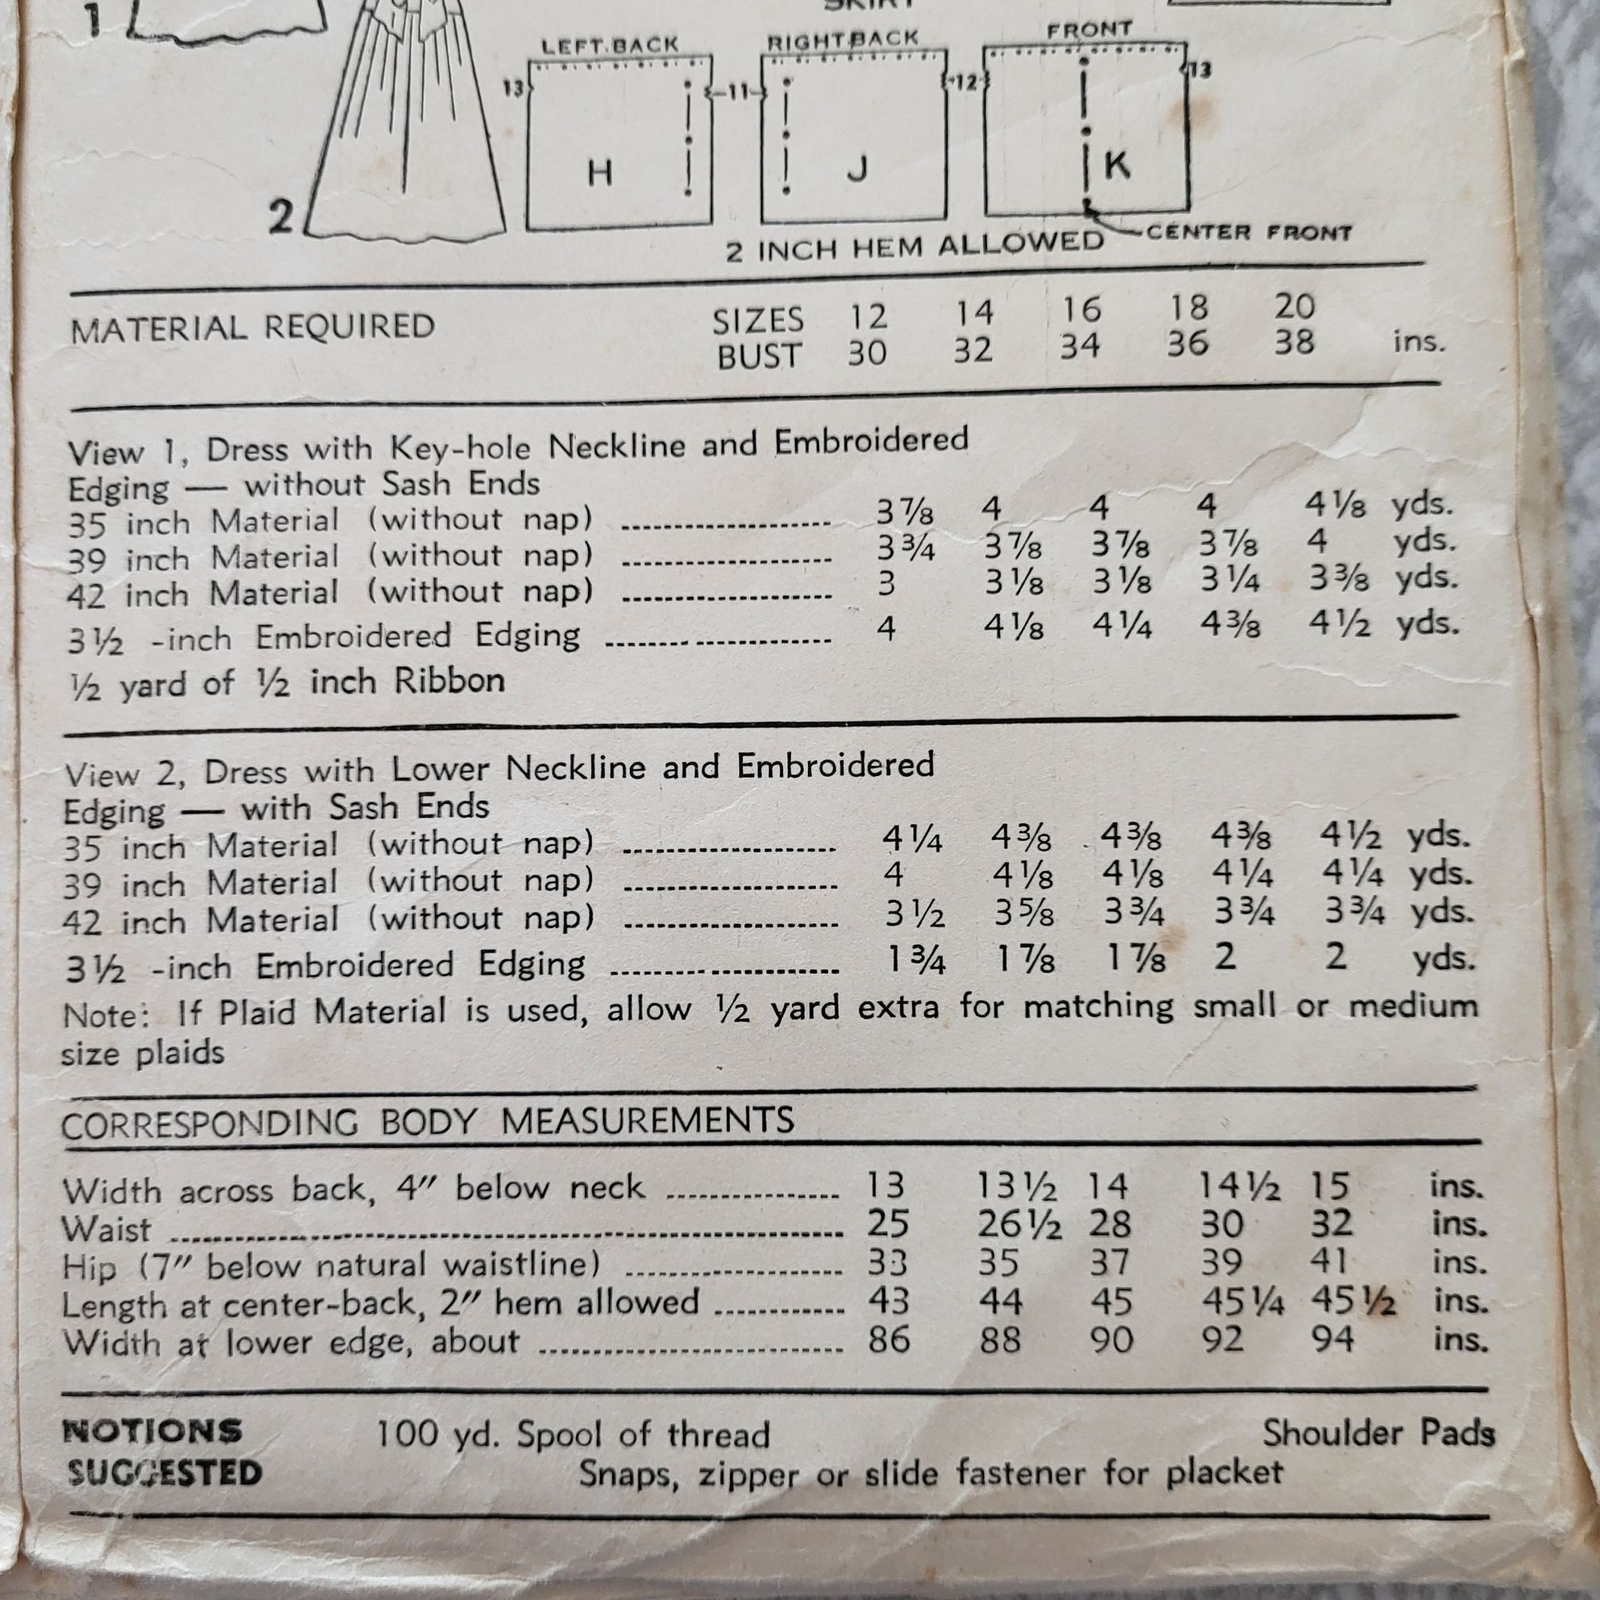 1
SKIRT
LEFT BACK RIGHT BACK FRONT
13 11 12 13
H J K
2
CENTER FRONT
2 INCH HEM ALLOWED
MATERIAL REQUIRED SIZES 12 14 16 18 20
BUST 30 32 34 36 38 ins.
View 1, Dress with Key-hole Neckline and Embroidered
Edging — without Sash Ends
35 inch Material (without nap) 3⅞ 4 4 4 4⅛ yds.
39 inch Material (without nap) 3¾ 3⅞ 3⅞ 3⅞ 4 yds.
42 inch Material (without nap) 3 3⅛ 3⅛ 3¼ 3⅜ yds.
3½ -inch Embroidered Edging 4 4⅛ 4¼ 4⅜ 4½ yds.
½ yard of ½ inch Ribbon
View 2, Dress with Lower Neckline and Embroidered
Edging — with Sash Ends
35 inch Material (without nap) 4¼ 4⅜ 4⅜ 4⅜ 4½ yds.
39 inch Material (without nap) 4 4⅛ 4⅛ 4¼ 4¼ yds.
42 inch Material (without nap) 3½ 3⅝ 3¾ 3¾ 3¾ yds.
3½ -inch Embroidered Edging 1¾ 1⅞ 1⅞ 2 2 yds.
Note: If Plaid Material is used, allow ½ yard extra for matching small or medium
size plaids
CORRESPONDING BODY MEASUREMENTS
Width across back, 4″ below neck 13 13½ 14 14½ 15 ins.
Waist 25 26½ 28 30 32 ins.
Hip (7″ below natural waistline) 33 35 37 39 41 ins.
Length at center-back, 2″ hem allowed 43 44 45 45¼ 45½ ins.
Width at lower edge, about 86 88 90 92 94 ins.
NOTIONS 100 yd. Spool of thread Shoulder Pads
SUGGESTED Snaps, zipper or slide fastener for placket